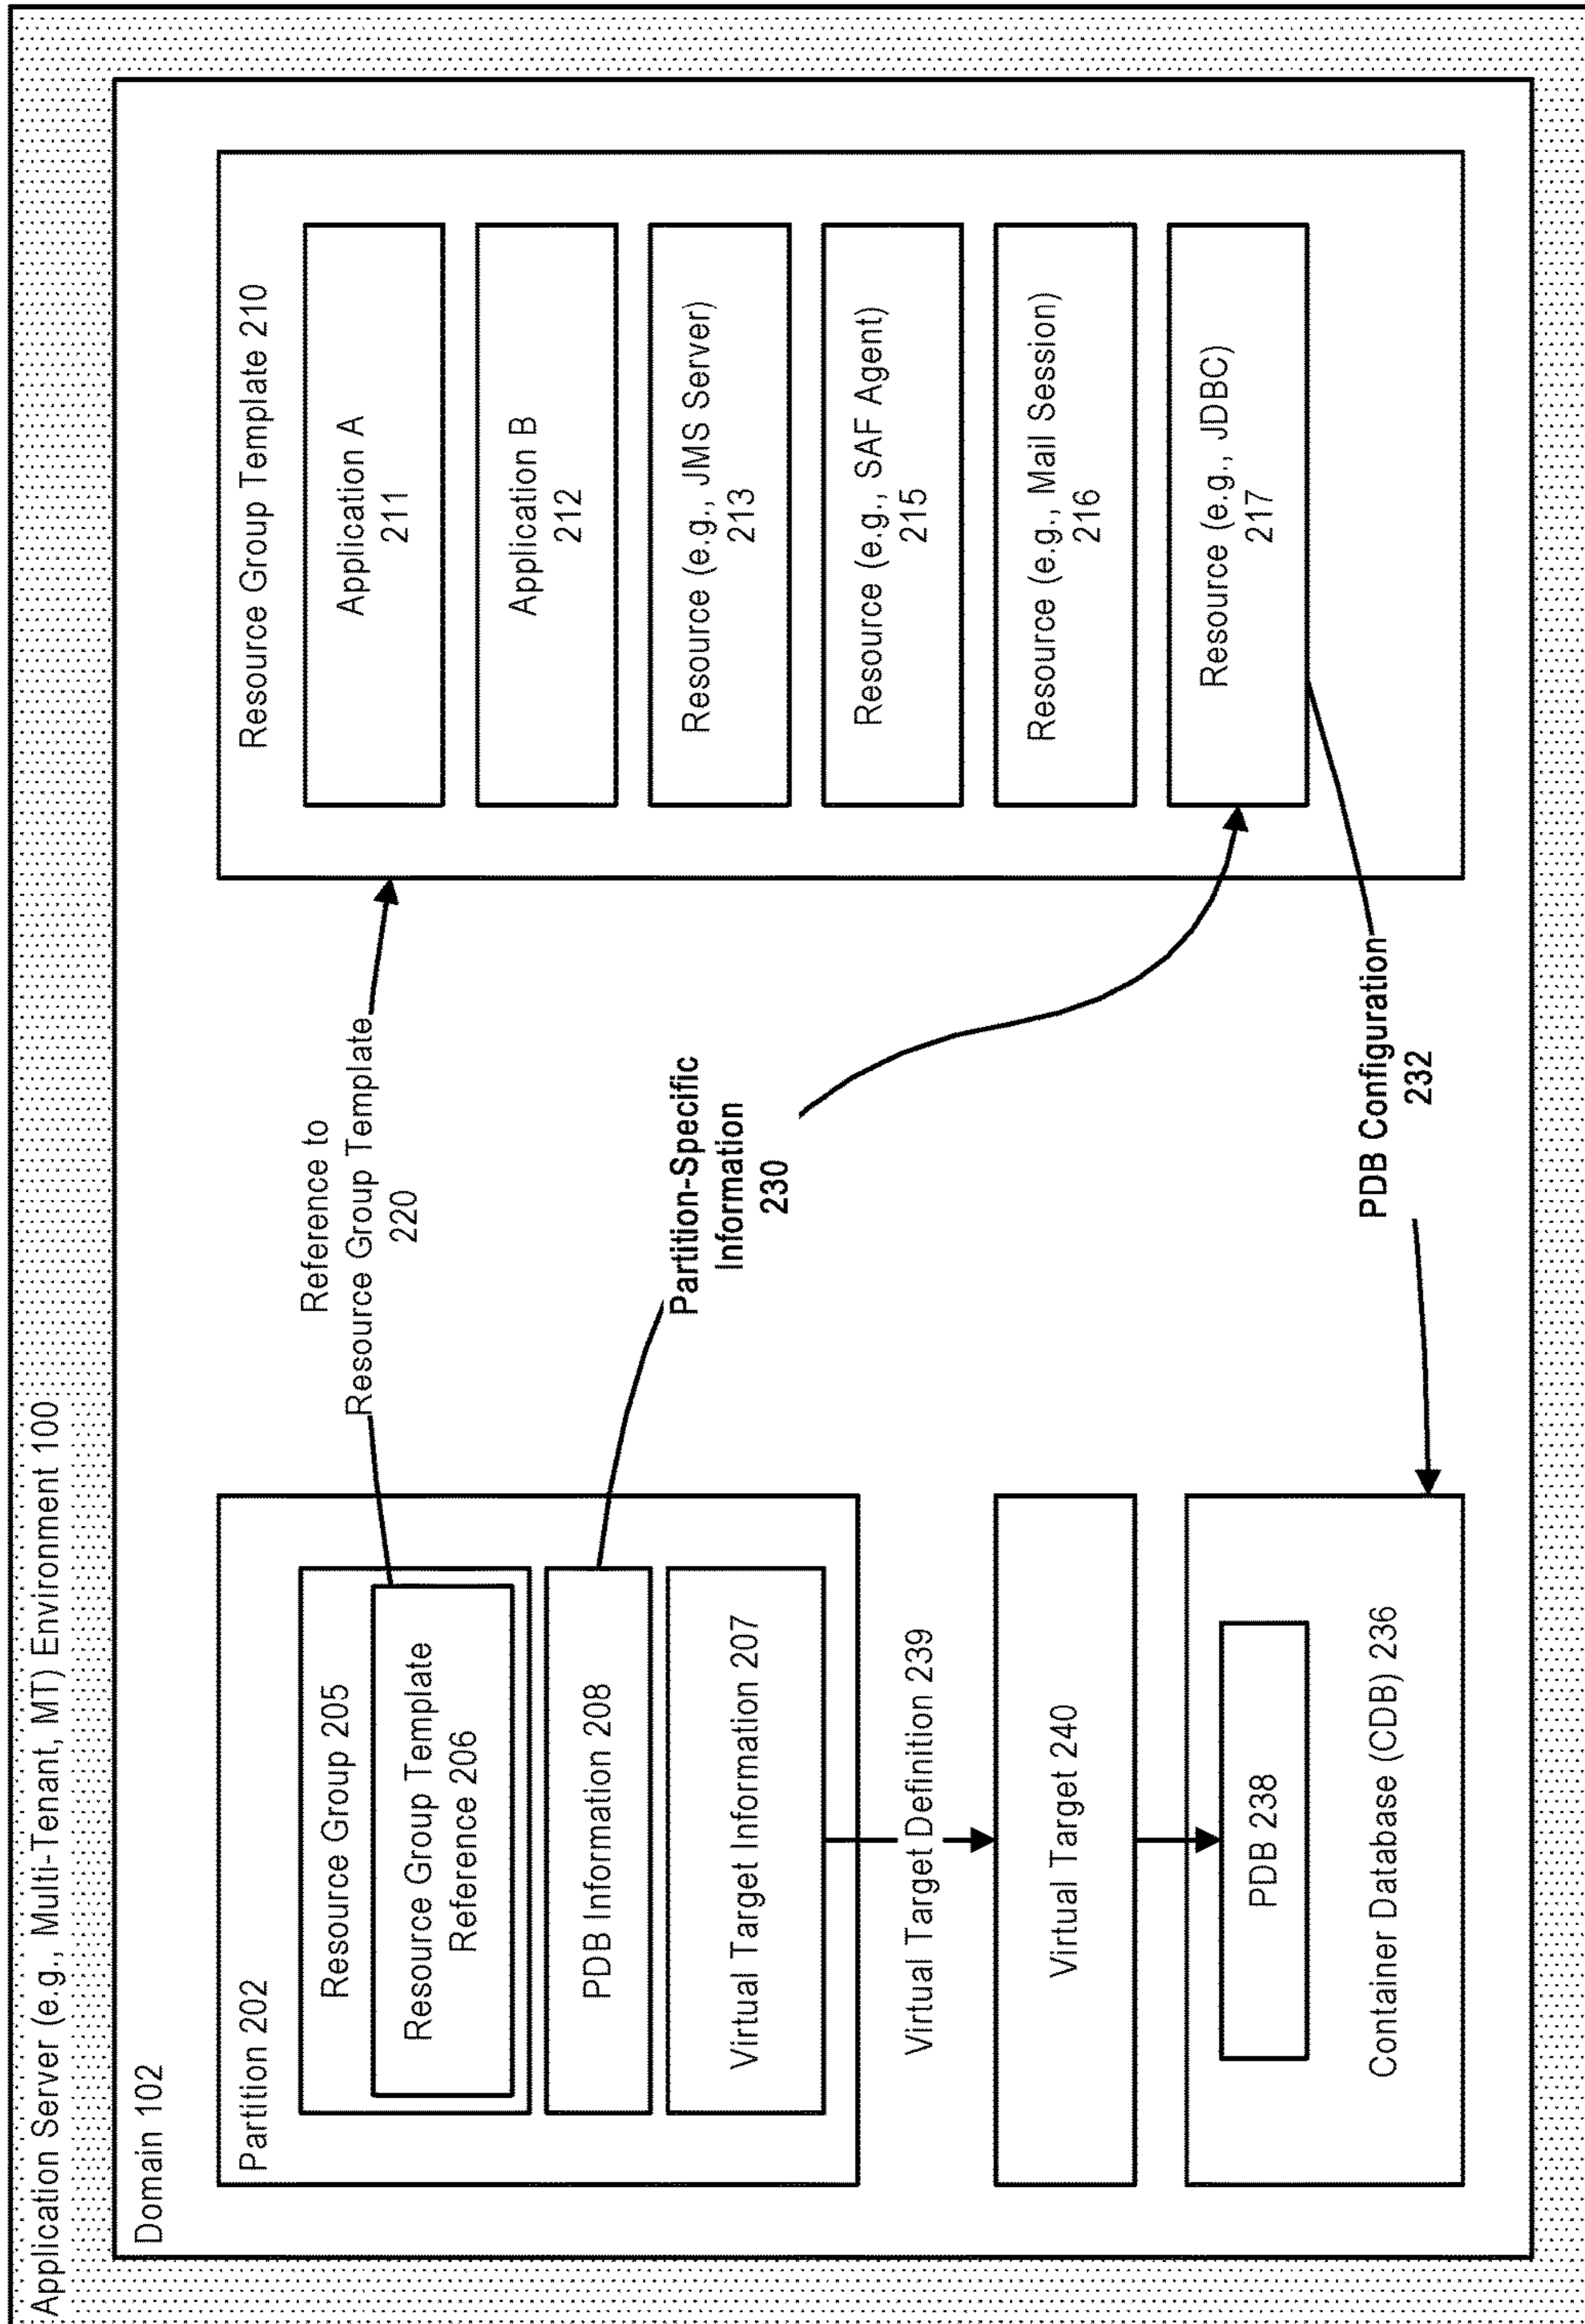 Application Server (e.g., Multi-Tenant, MT) Environment 100
Domain 102
Partition 202
Resource Group 205
Resource Group Template
Reference 206
PDB Information 208
Virtual Target Information 207
Virtual Target Definition 239
Virtual Target 240
PDB 238
Container Database (CDB) 236
Reference to
Resource Group Template
220
Partition-Specific
Information
230
PDB Configuration
232
Resource Group Template 210
Application A
211
Application B
212
Resource (e.g., JMS Server)
213
Resource (e.g., SAF Agent)
215
Resource (e.g., Mail Session)
216
Resource (e.g., JDBC)
217